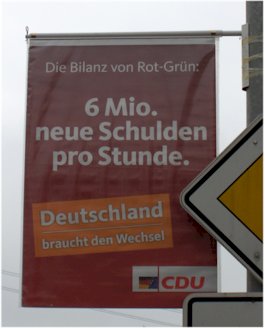 Die Bilanz von Rot-Grün:
6 Mio.
neue Schulden
pro Stunde.
Deutschland
braucht den Wechsel
CDU